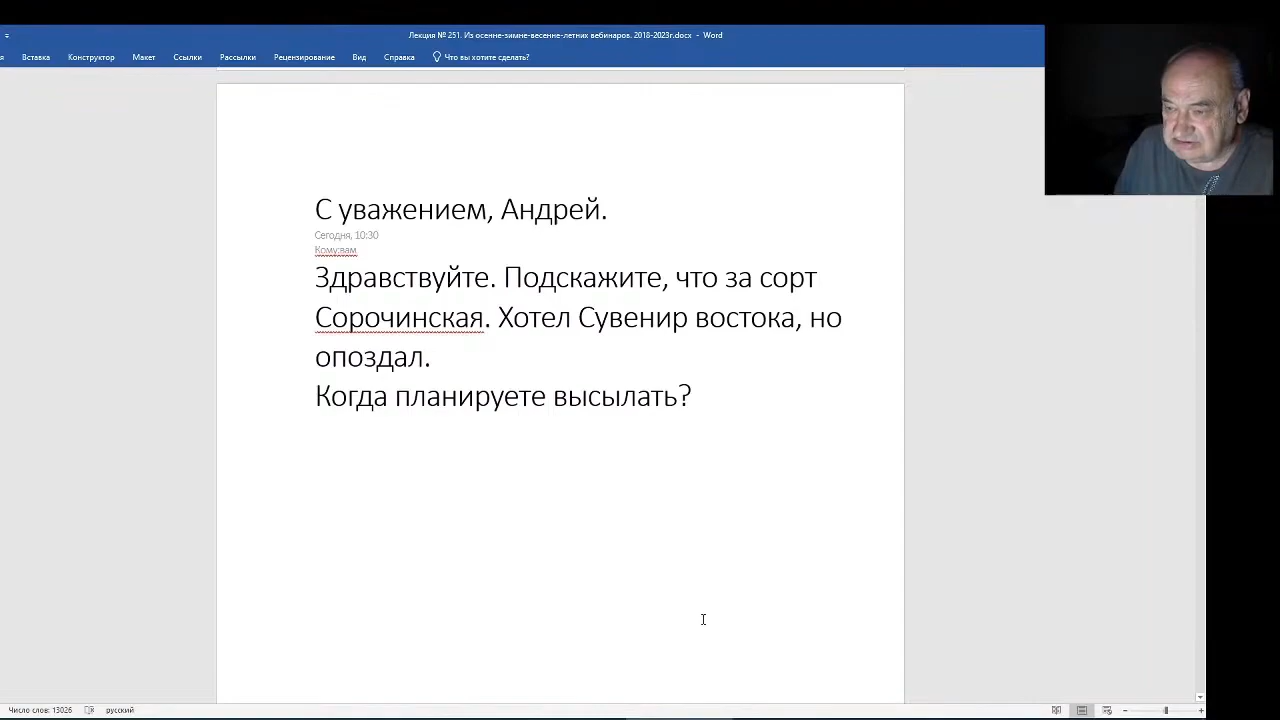 Лекция № 251. Из осенне-зимне-весенне-летних вебинаров. 2018-2023г.docx - Word
я Вставка Конструктор Макет Ссылки Рассылки Рецензирование Вид Справка Что вы хотите сделать?
С уважением, Андрей.
Сегодня, 10:30
Кому:вам
Здравствуйте. Подскажите, что за сорт
Сорочинская. Хотел Сувенир востока, но
опоздал.
Когда планируете высылать?
Число слов: 13026 русский